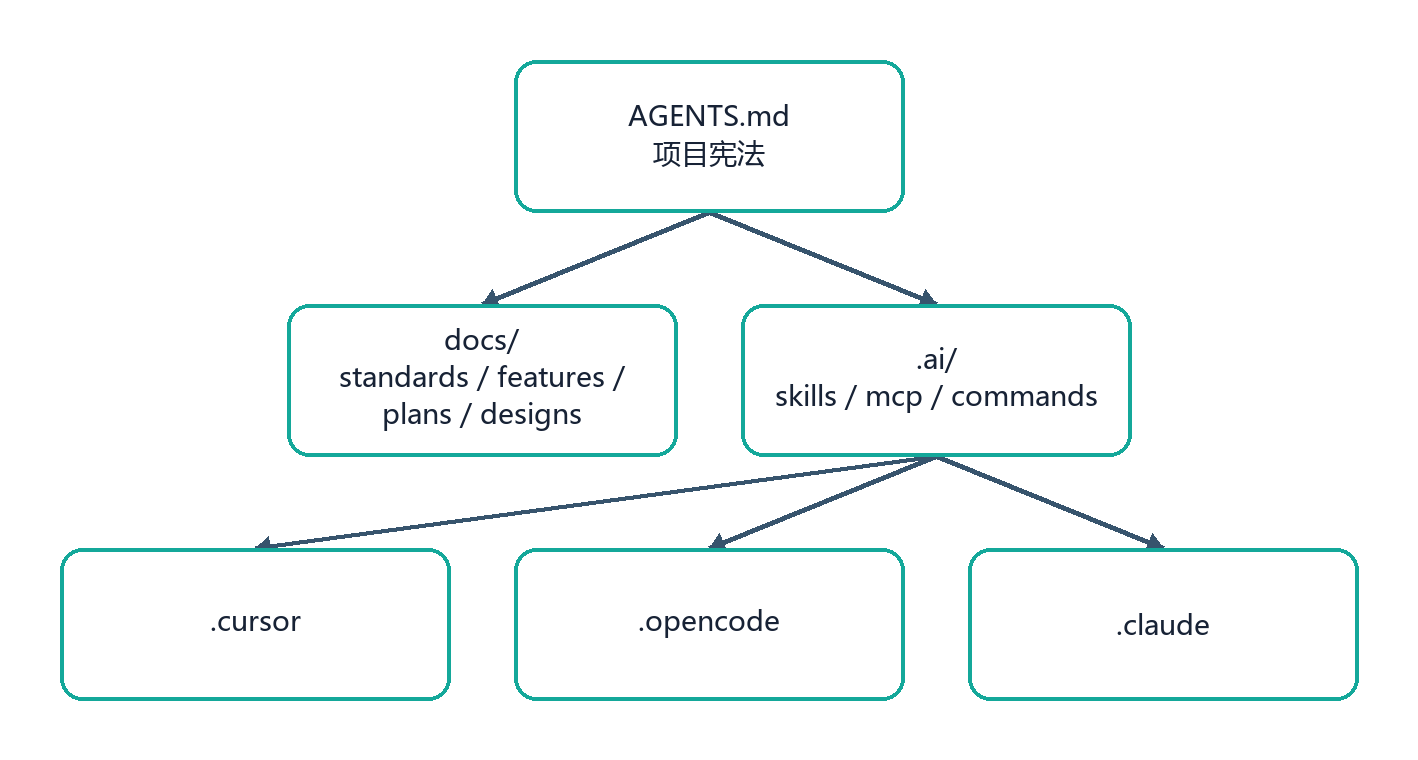 AGENTS.md
项目宪法
docs/
standards / features /
plans / designs
.ai/
skills / mcp / commands
.cursor
.opencode
.claude